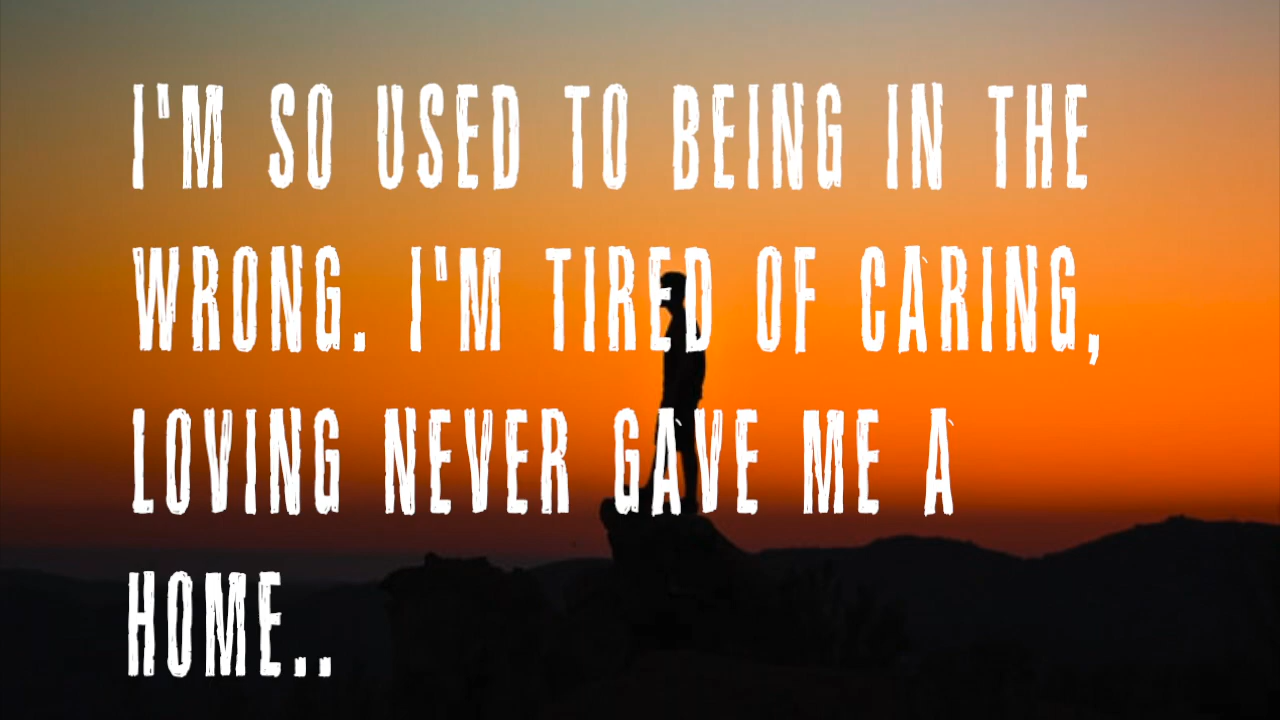 I'M SO USED TO BEING IN THE
WRONG. I'M TIRED OF CARING,
LOVING NEVER GAVE ME A
HOME..